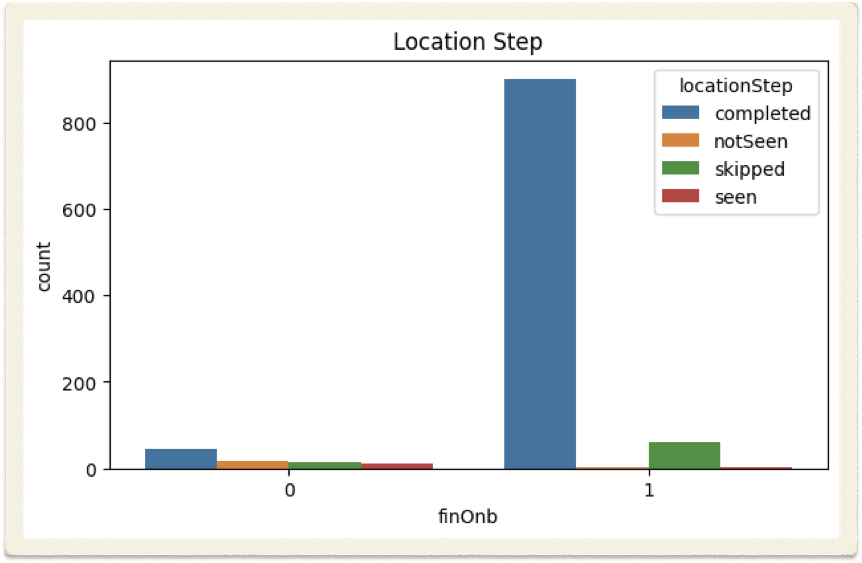 Location Step
locationStep
completed
notSeen
skipped
seen
800
600
400
200
0
count
0 1
finOnb